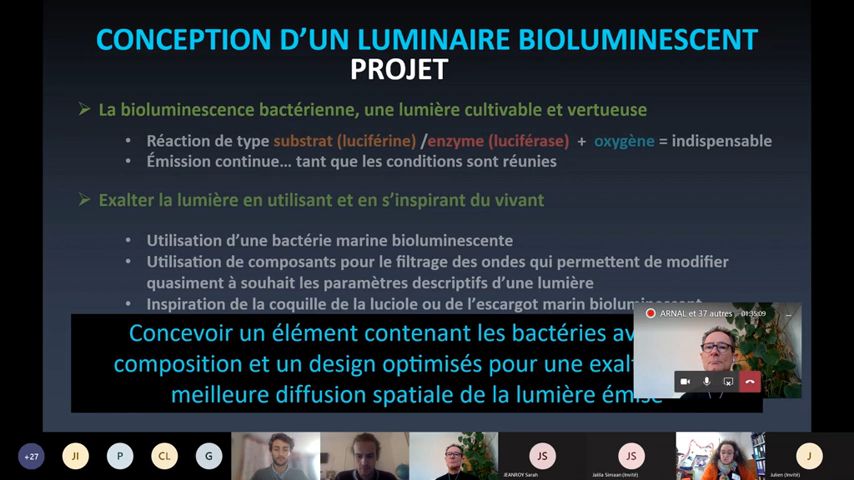 CONCEPTION D'UN LUMINAIRE BIOLUMINESCENT
PROJET
La bioluminescence bactérienne, une lumière cultivable et vertueuse
Réaction de type substrat (luciférine) /enzyme (luciférase) + oxygène = indispensable
Émission continue… tant que les conditions sont réunies
Exalter la lumière en utilisant et en s'inspirant du vivant
Utilisation d'une bactérie marine bioluminescente
Utilisation de composants pour le filtrage des ondes qui permettent de modifier
quasiment à souhait les paramètres descriptifs d'une lumière
Inspiration de la coquille de la luciole ou de l'escargot marin bioluminescent
ARNAL et 37 autres
01:35:09
Concevoir un élément contenant les bactéries
composition et un design optimisés pour une
meilleure diffusion spatiale de la lumière émise
+27
JI
P
CL
G
JS
JEANROY Sarah
JS
Jalila Simaan (Invité)
J
Julien (Invité)